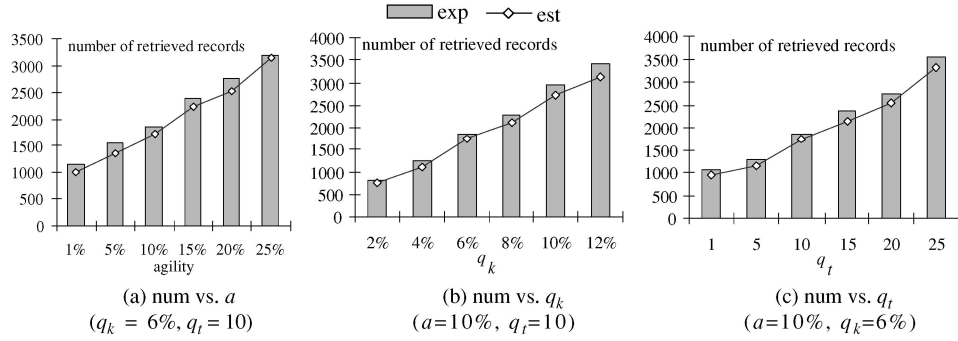 exp est
number of retrieved records
3500
3000
2500
2000
1500
1000
500
0
1% 5% 10% 15% 20% 25%
agility
(a) num vs. a
(qk = 6%, qt = 10)
number of retrieved records
4000
3500
3000
2500
2000
1500
1000
500
0
2% 4% 6% 8% 10% 12%
qk
(b) num vs. qk
(a=10%, qt=10)
number of retrieved records
4000
3500
3000
2500
2000
1500
1000
500
0
1 5 10 15 20 25
qt
(c) num vs. qt
(a=10%, qk=6%)